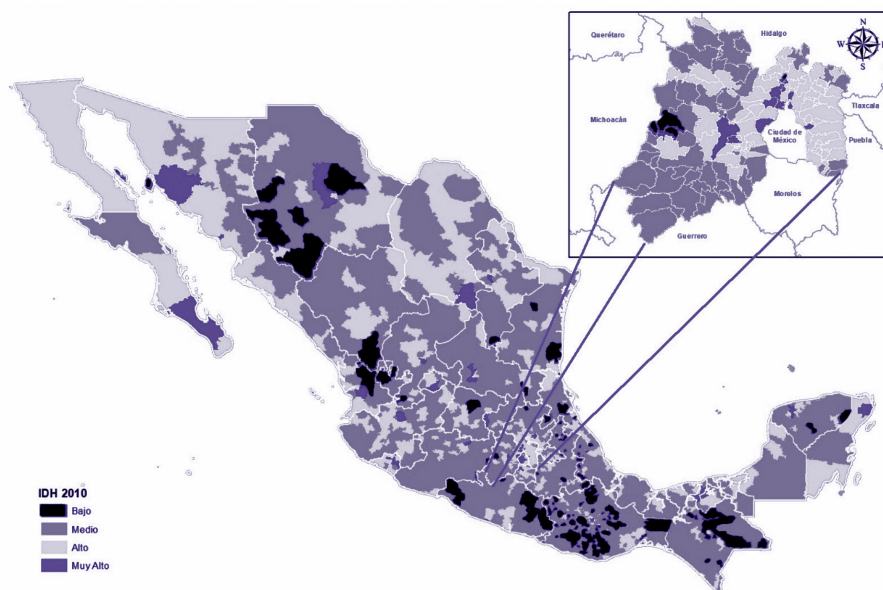 Querétaro
Hidalgo
N
W
E
S
Tlaxcala
Michoacán
Ciudad de
México
Puebla
Morelos
Guerrero
IDH 2010
Bajo
Medio
Alto
Muy Alto